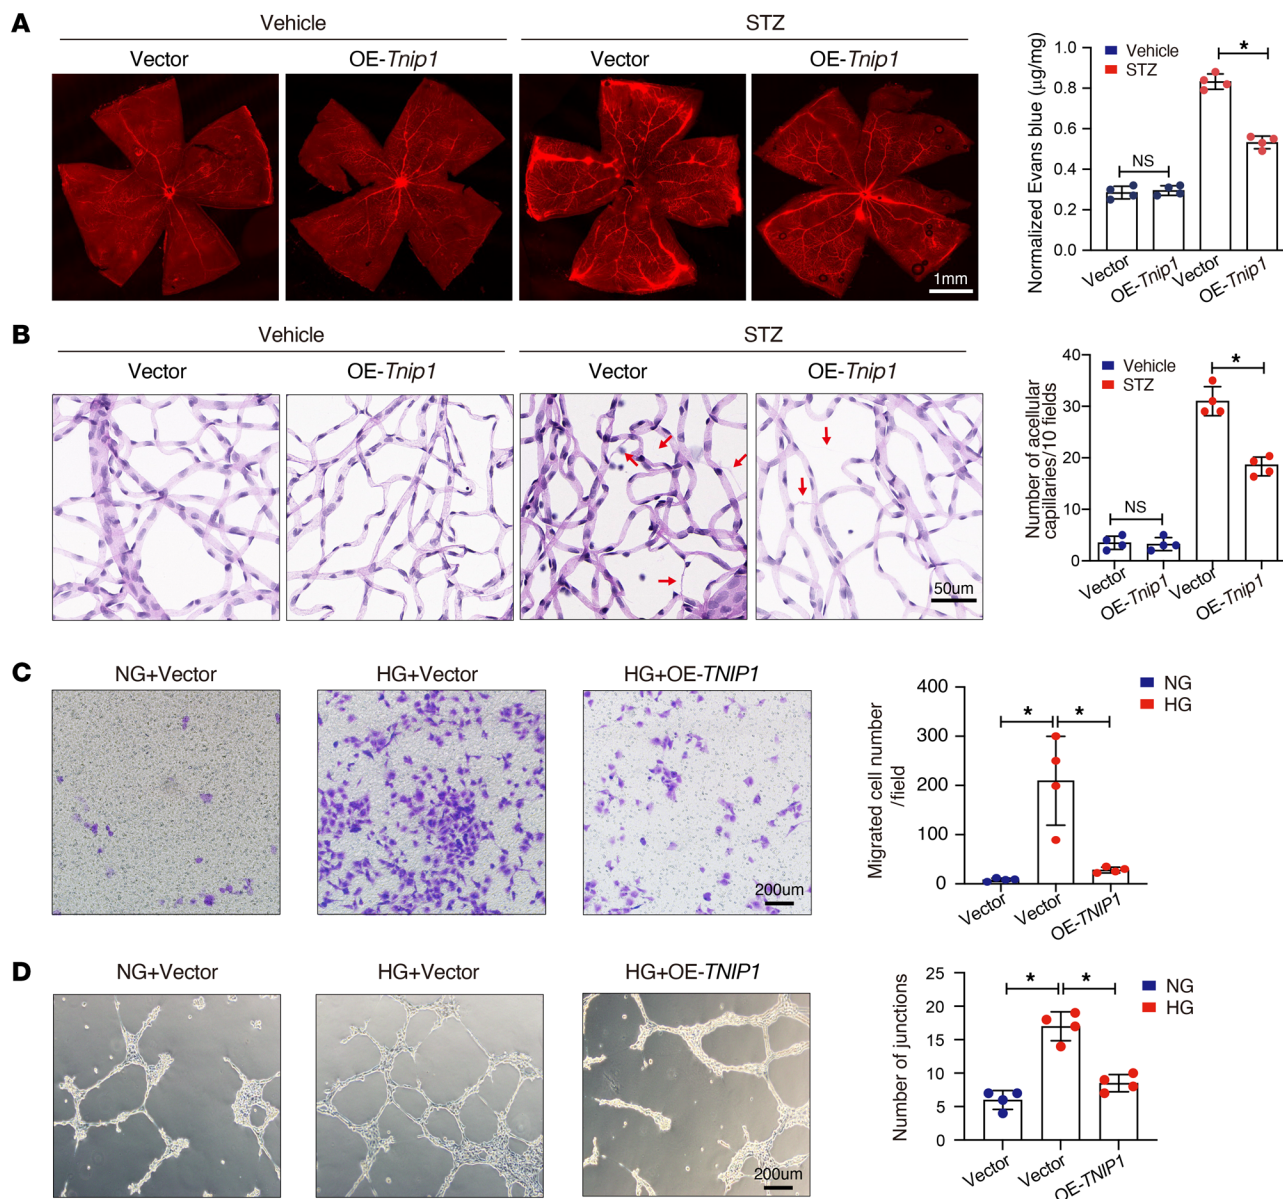 A
Vehicle
STZ
Vector
OE-Tnip1
Vector
OE-Tnip1
1mm
Normalized Evans blue (μg/mg)
1.0
0.8
0.6
0.4
0.2
0.0
Vehicle
STZ
NS
*
Vector
OE-Tnip1
Vector
OE-Tnip1
B
Vehicle
STZ
Vector
OE-Tnip1
Vector
OE-Tnip1
50um
Number of acellular
capillaries/10 fields
40
30
20
10
0
Vehicle
STZ
NS
*
Vector
OE-Tnip1
Vector
OE-Tnip1
C
NG+Vector
HG+Vector
HG+OE-TNIP1
200um
Migrated cell number
/field
400
300
200
100
0
NG
HG
*
*
Vector
Vector
OE-TNIP1
D
NG+Vector
HG+Vector
HG+OE-TNIP1
200um
Number of junctions
25
20
15
10
5
0
NG
HG
*
*
Vector
Vector
OE-TNIP1